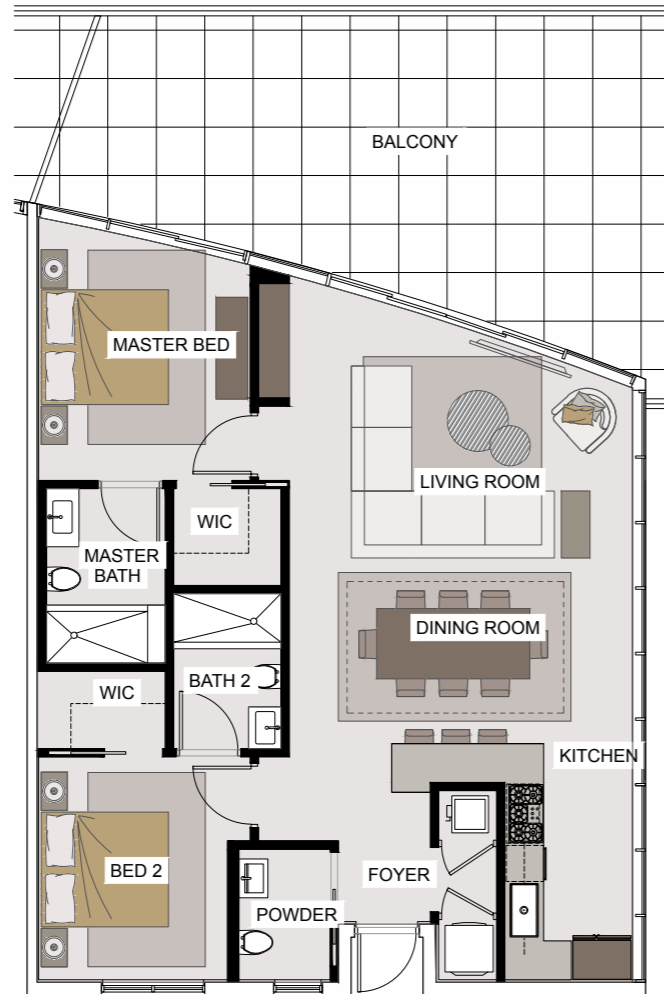 BALCONY
MASTER BED
LIVING ROOM
WIC
MASTER
BATH
DINING ROOM
BATH 2
WIC
KITCHEN
BED 2
FOYER
POWDER